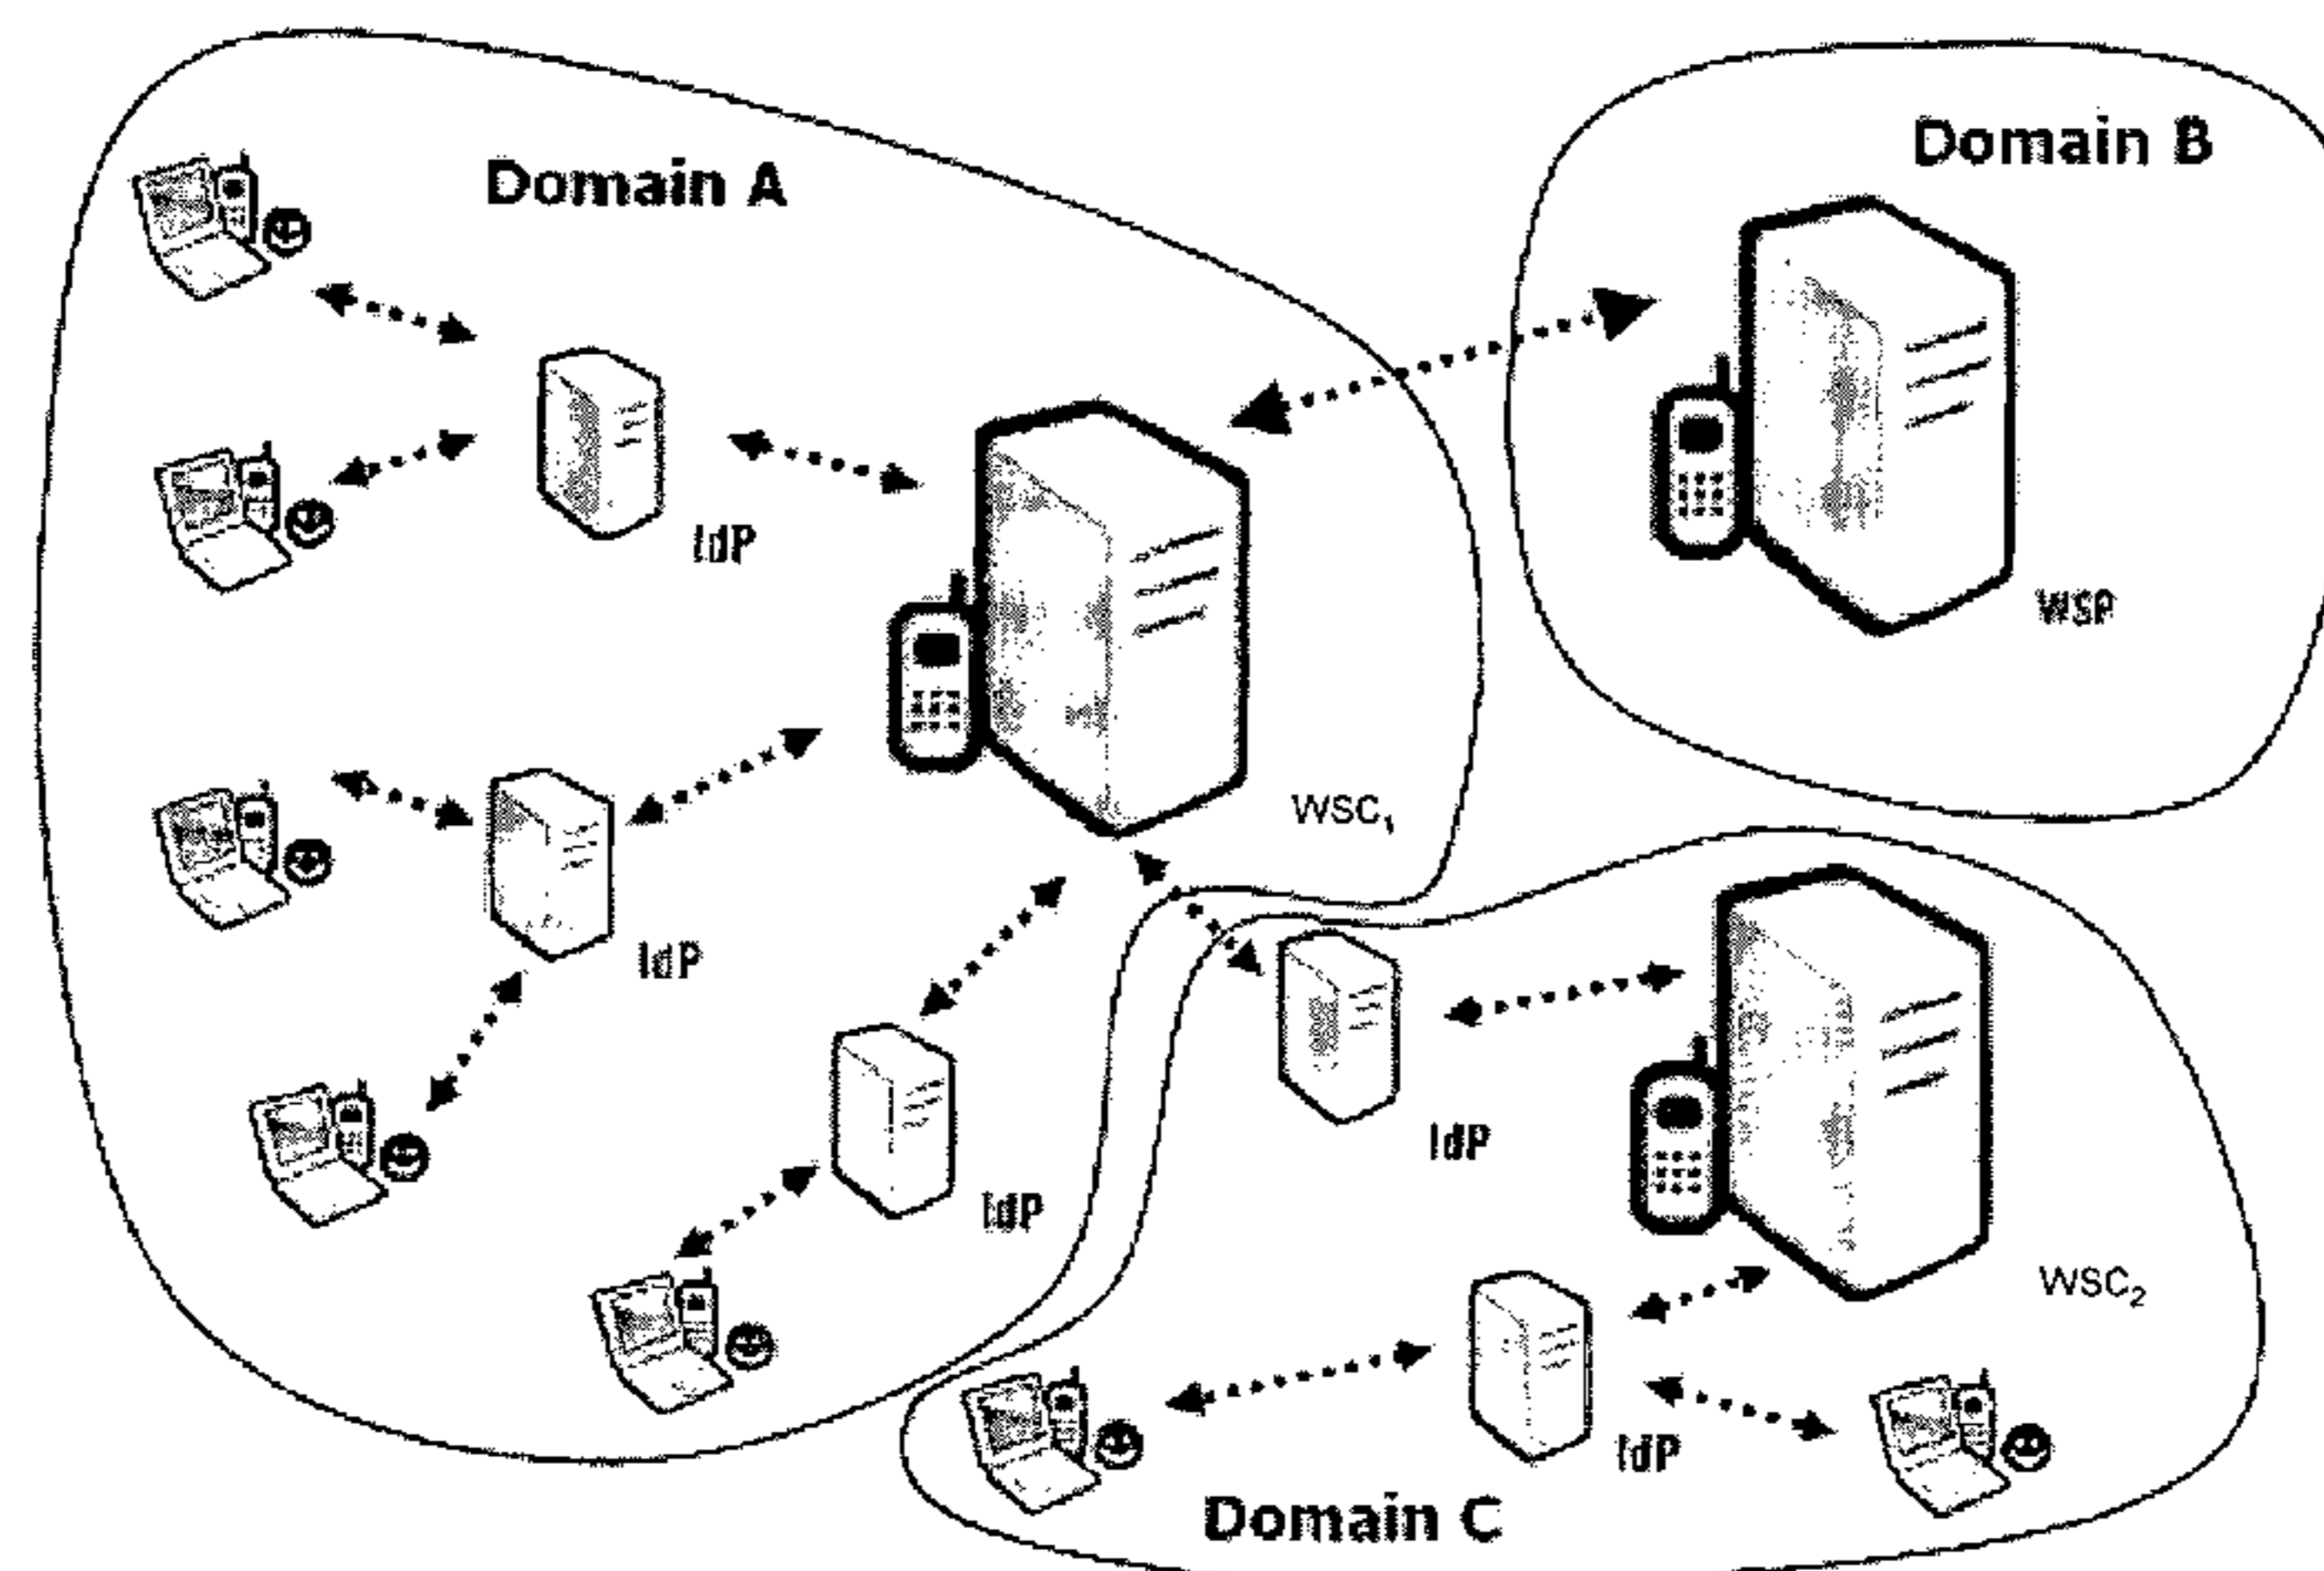 Domain A
Domain B
IdP
WSP
WSC₁
IdP
IdP
IdP
WSC₂
IdP
Domain C